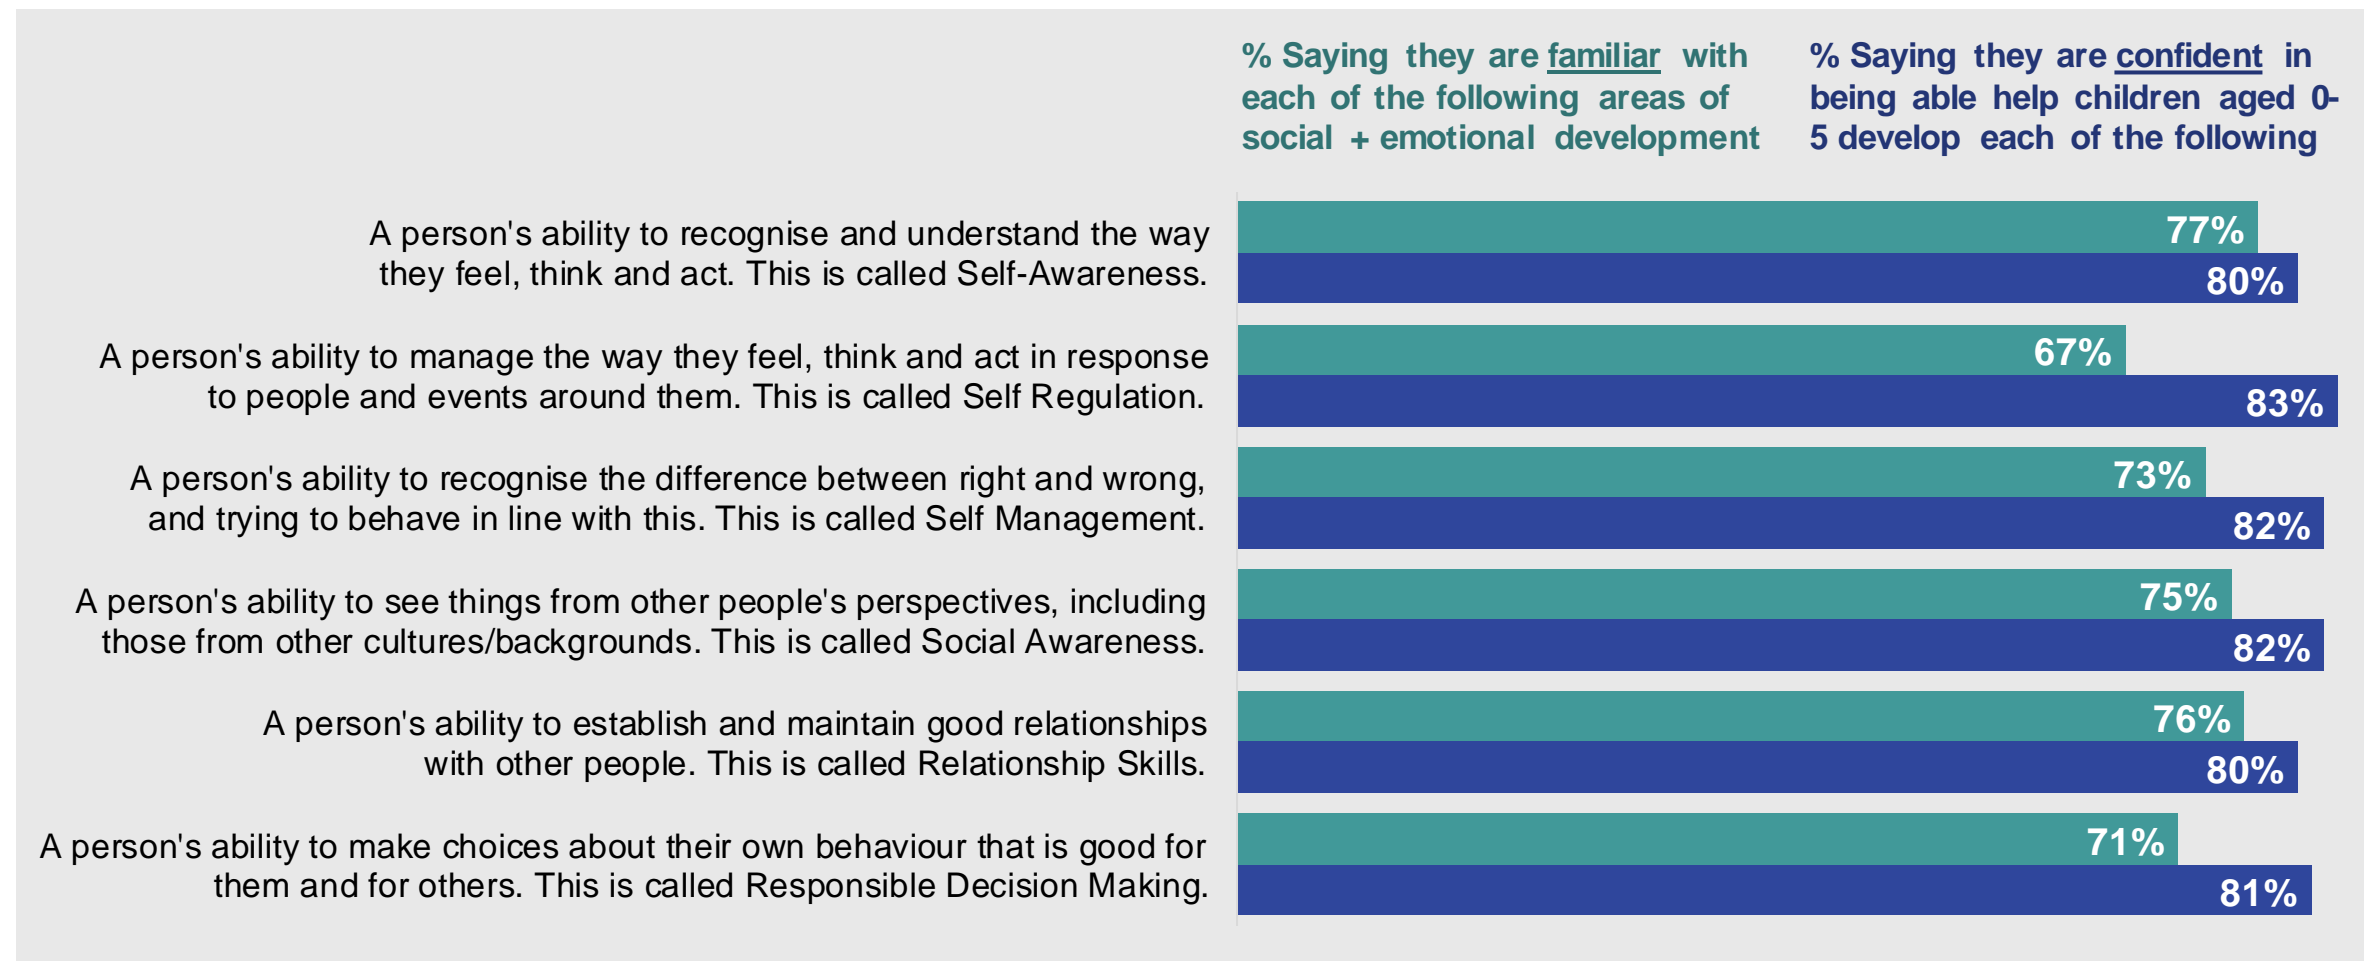 % Saying they are familiar with
each of the following areas of
social + emotional development
% Saying they are confident in
being able help children aged 0-
5 develop each of the following
A person's ability to recognise and understand the way
they feel, think and act. This is called Self-Awareness.
77%
80%
A person's ability to manage the way they feel, think and act in response
to people and events around them. This is called Self Regulation.
67%
83%
A person's ability to recognise the difference between right and wrong,
and trying to behave in line with this. This is called Self Management.
73%
82%
A person's ability to see things from other people's perspectives, including
those from other cultures/backgrounds. This is called Social Awareness.
75%
82%
A person's ability to establish and maintain good relationships
with other people. This is called Relationship Skills.
76%
80%
A person's ability to make choices about their own behaviour that is good for
them and for others. This is called Responsible Decision Making.
71%
81%